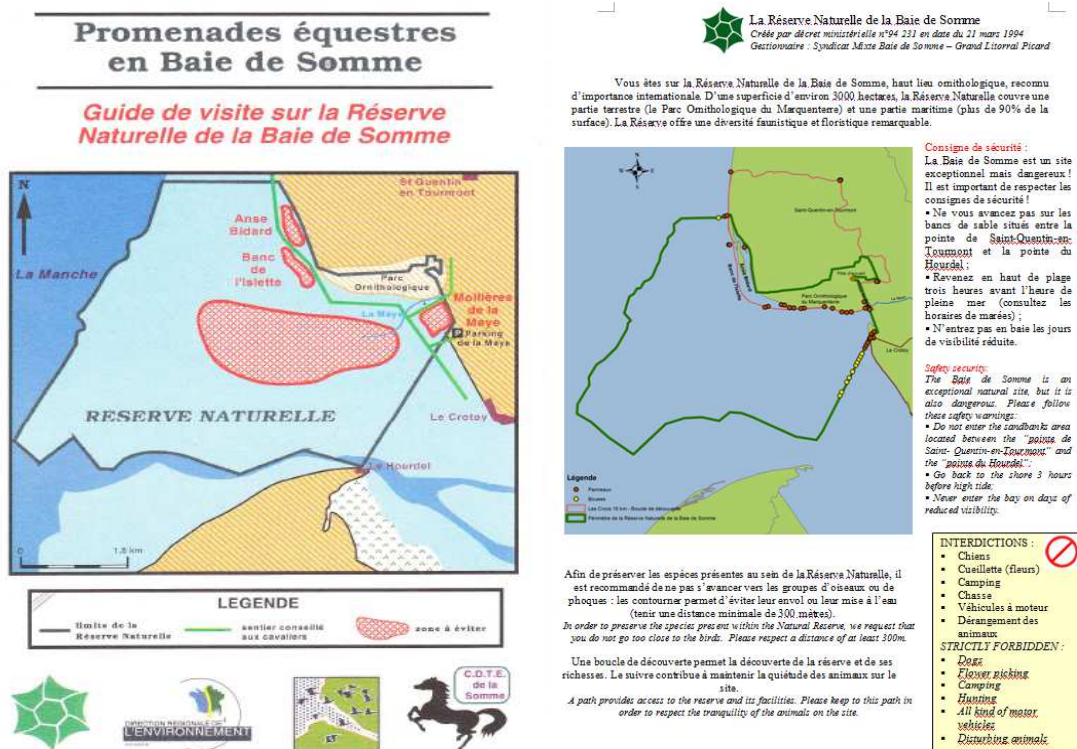 Promenades équestres
en Baie de Somme
Guide de visite sur la Réserve
Naturelle de la Baie de Somme
N
St Quentin
en Tourmont
Anse
Bidard
Banc
de
l'Islette
La Manche
Parc
Ornithologique
Mollières
de la
Maye
La Maye
P
Parking
de la Maye
RESERVE NATURELLE
Le Crotoy
Le Hourdel
0
1.5 km
LEGENDE
limite de la
Réserve Naturelle
sentier conseillé
aux cavaliers
zone à éviter
DIRECTION REGIONALE DE
L'ENVIRONNEMENT
C.D.T.E.
de la
Somme
La Réserve Naturelle de la Baie de Somme
Créée par décret ministérielle n°94 231 en date du 21 mars 1994
Gestionnaire : Syndicat Mixte Baie de Somme – Grand Litorral Picard
Vous êtes sur la Réserve Naturelle de la Baie de Somme, haut lieu ornithologique, reconnu
d'importance internationale. D'une superficie d'environ 3000 hectares, la Réserve Naturelle couvre une
partie terrestre (le Parc Ornithologique du Marquenterre) et une partie maritime (plus de 90% de la
surface). La Réserve offre une diversité faunistique et floristique remarquable.
Saint-Quentin-en-Tourmont
Parc Ornithologique
du Marquenterre
Le Crotoy
Légende
Panneaux
Bouées
Perimètre de la Réserve Naturelle de la Baie de Somme
Consigne de sécurité :
La Baie de Somme est un site
exceptionnel mais dangereux !
Il est important de respecter les
consignes de sécurité !
▪ Ne vous avancez pas sur les
bancs de sable situés entre la
pointe de Saint-Quentin-en-
Tourmont et la pointe du
Hourdel ;
▪ Revenez en haut de plage
trois heures avant l'heure de
pleine mer (consultez les
horaires de marées) ;
▪ N'entrez pas en baie les jours
de visibilité réduite.
Safety security:
The Baie de Somme is an
exceptional natural site, but it is
also dangerous. Please follow
these safety warnings:
▪ Do not enter the sandbanks area
located between the "pointe de
Saint- Quentin-en-Tourmont" and
the "pointe du Hourdel";
▪ Go back to the shore 3 hours
before high tide;
▪ Never enter the bay on days of
reduced visibility.
Afin de préserver les espèces présentes au sein de la Réserve Naturelle, il
est recommandé de ne pas s'avancer vers les groupes d'oiseaux ou de
phoques : les contourner permet d'éviter leur envol ou leur mise à l'eau
(tenir une distance minimale de 300 mètres).
In order to preserve the species present within the Natural Reserve, we request that
you do not go too close to the birds. Please respect a distance of at least 300m.
Une boucle de découverte permet la découverte de la réserve et de ses
richesses. Le suivre contribue à maintenir la quiétude des animaux sur le
site.
A path provides access to the reserve and its facilities. Please keep to this path in
order to respect the tranquility of the animals on the site.
INTERDICTIONS :
▪ Chiens
▪ Cueillette (fleurs)
▪ Camping
▪ Chasse
▪ Véhicules à moteur
▪ Dérangement des
animaux
STRICTLY FORBIDDEN :
▪ Dogs
▪ Flower picking
▪ Camping
▪ Hunting
▪ All kind of motor
vehicles
▪ Disturbing animals